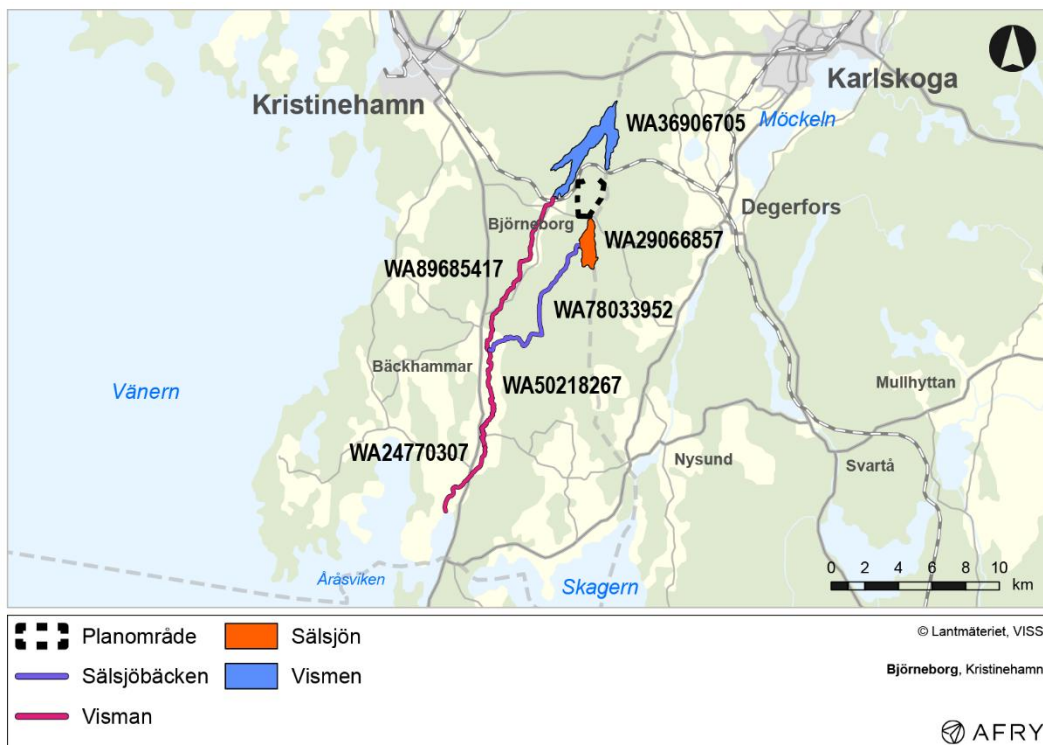 Kristinehamn
Karlskoga
Möckeln
WA36906705
Degerfors
Björneborg
WA29066857
WA89685417
WA78033952
Bäckhammar
WA50218267
Mullhyttan
Vänern
WA24770307
Nysund
Svartå
Åråsviken
Skagern
0 2 4 6 8 10
km
Planområde
Sälsjön
Sälsjöbäcken
Vismen
Visman
© Lantmäteriet, VISS
Björneborg, Kristinehamn
AFRY